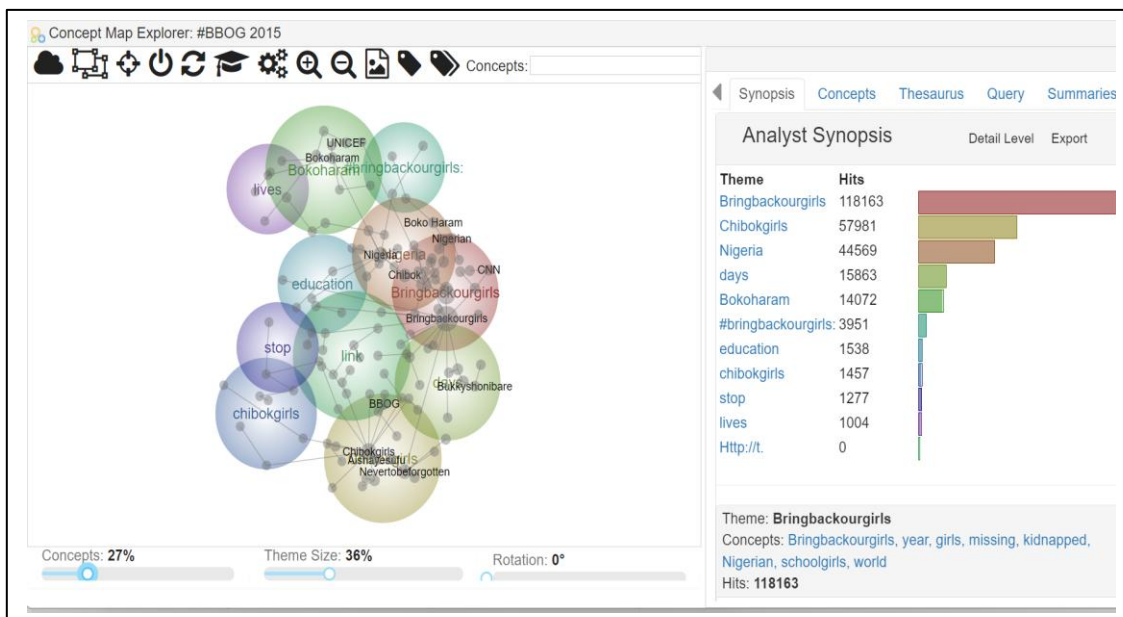 Concept Map Explorer: #BBOG 2015
Concepts:
UNICEF
Bokoharam
Bokoharam
#bringbackourgirls:
lives
Boko Haram
Nigerian
Nigeria
Nigeria
CNN
Chibok
education
Bringbackourgirls
Bringbackourgirls
stop
link
days
Bukkyshonibare
BBOG
chibokgirls
Chibokgirls
Aishayesufu
Nevertobeforgotten
Concepts: 27% Theme Size: 36% Rotation: 0°
Synopsis Concepts Thesaurus Query Summaries
Analyst Synopsis Detail Level Export
Theme Hits
Bringbackourgirls 118163
Chibokgirls 57981
Nigeria 44569
days 15863
Bokoharam 14072
#bringbackourgirls: 3951
education 1538
chibokgirls 1457
stop 1277
lives 1004
Http://t. 0
Theme: Bringbackourgirls
Concepts: Bringbackourgirls, year, girls, missing, kidnapped,
Nigerian, schoolgirls, world
Hits: 118163